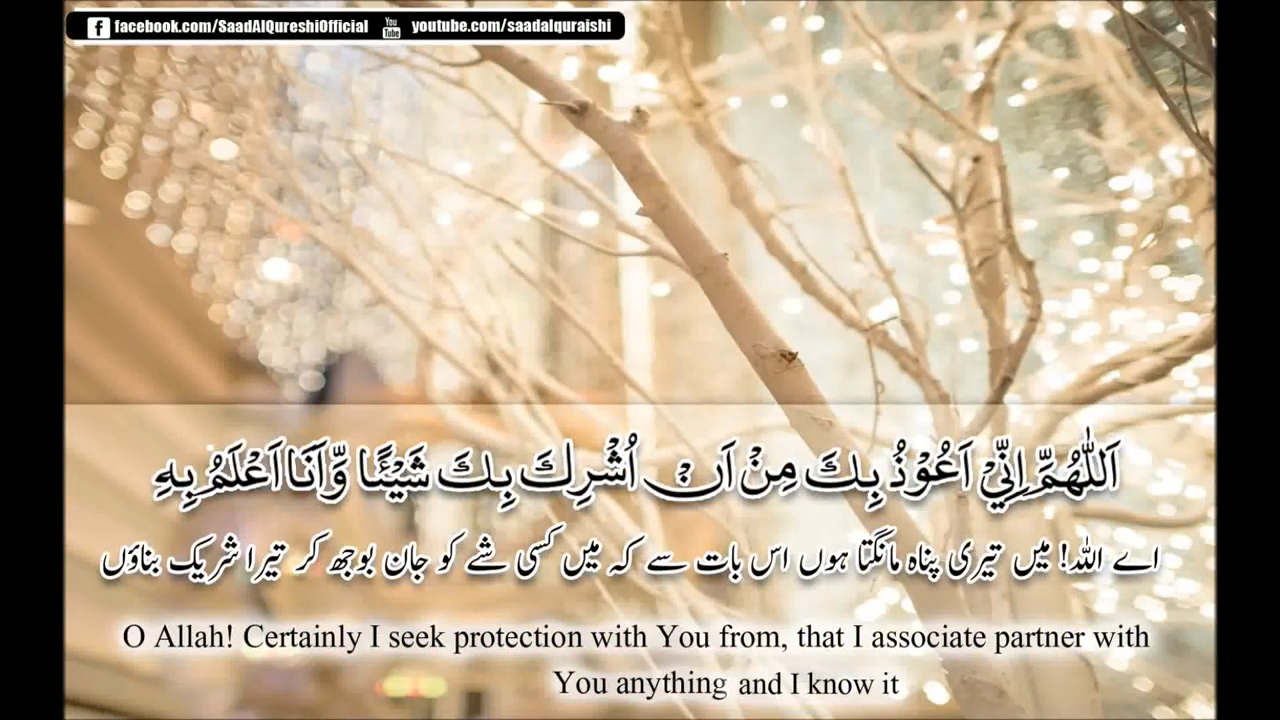 facebook.com/SaadAlQureshiOfficial You Tube youtube.com/saadalquraishi
اَللّٰهُمَّ اِنِّيْ اَعُوْذُ بِكَ مِنْ اَنْ اُشْرِكَ بِكَ شَيْئًا وَّاَنَا اَعْلَمُ بِهٖ
اے اللہ! میں تیری پناہ مانگتا ہوں اس بات سے کہ میں کسی شے کو جان بوجھ کر تیرا شریک بناؤں
O Allah! Certainly I seek protection with You from, that I associate partner with
You anything and I know it